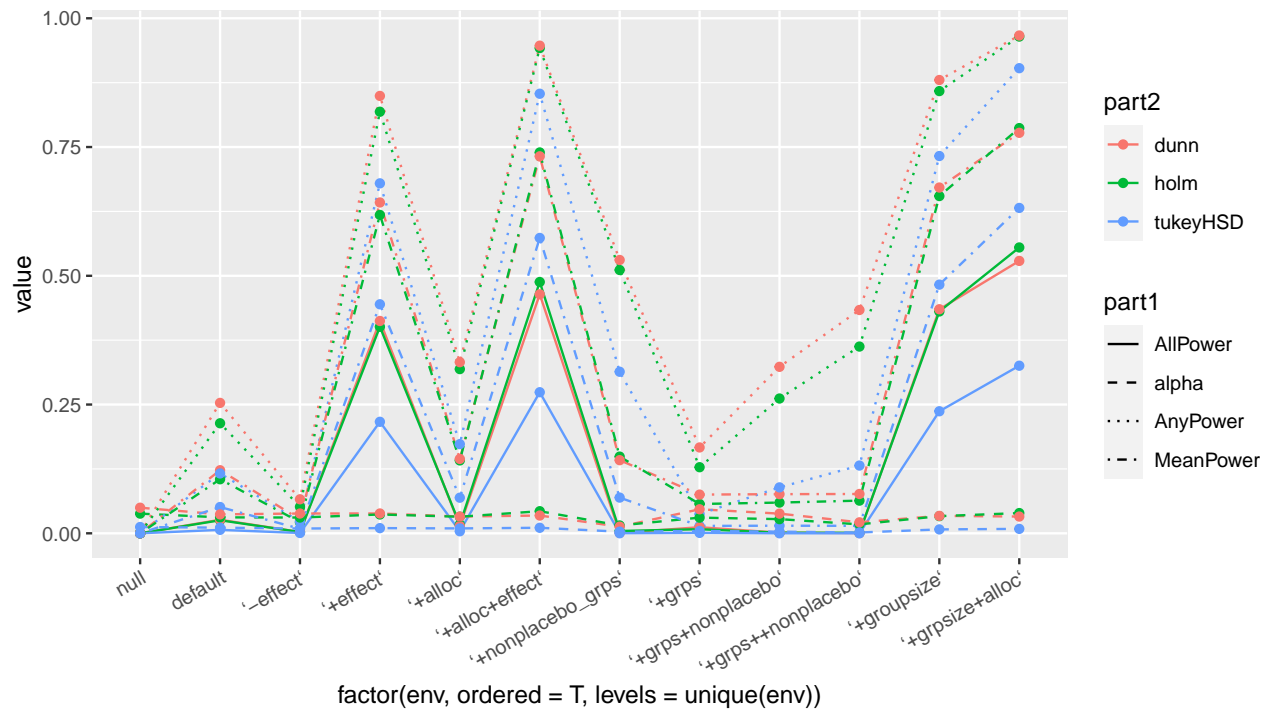 1.00
0.75
0.50
0.25
0.00
value
null
default
‘−effect‘
‘+effect‘
‘+alloc‘
‘+alloc+effect‘
‘+nonplacebo_grps‘
‘+grps‘
‘+grps+nonplacebo‘
‘+grps++nonplacebo‘
‘+groupsize‘
‘+grpsize+alloc‘
factor(env, ordered = T, levels = unique(env))
part2
dunn
holm
tukeyHSD
part1
AllPower
alpha
AnyPower
MeanPower